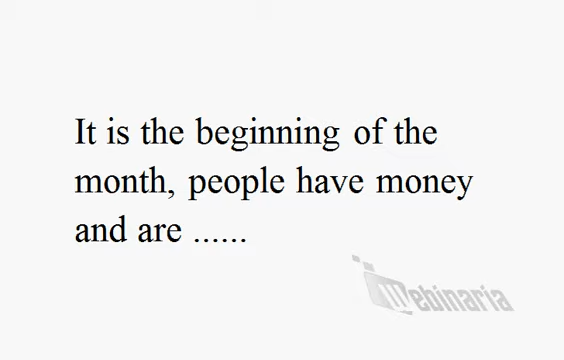 It is the beginning of the
month, people have money
and are ......
Webinaria